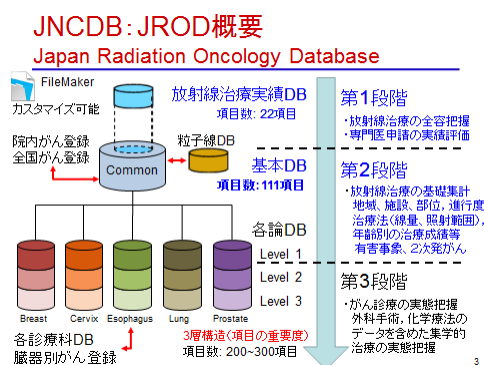 JNCDB：JROD概要
Japan Radiation Oncology Database
FileMaker
カスタマイズ可能
放射線治療実績DB
項目数: 22項目
第1段階
・放射線治療の全容把握
・専門医申請の実績評価
院内がん登録
全国がん登録
粒子線DB
Common
基本DB
項目数：111項目
第2段階
・放射線治療の基礎集計
地域、施設、部位，進行度
治療法（線量、照射範囲），
年齢別の治療成績等
有害事象、2）次発がん
各論DB
Level 1
Level 2
Level 3
Breast
Cervix
Esophagus
Lung
Prostate
第3段階
・がん診療の実態把握
外科手術，化学療法の
データを含めた集学的
治療の実態把握
各診療科DB
臓器別がん登録
3層構造（項目の重要度）
項目数: 200~300項目
3